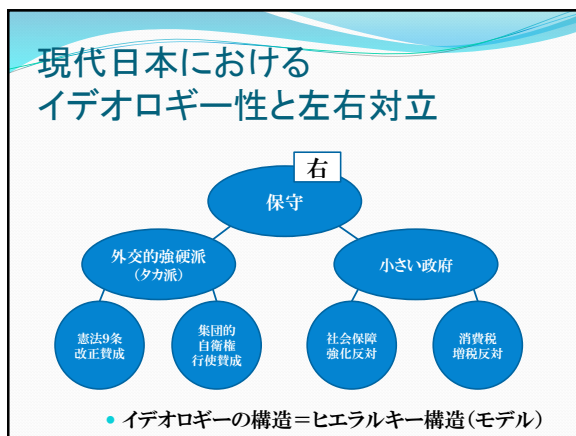 現代日本における
イデオロギー性と左右対立
右
保守
外交的強硬派
(タカ派)
小さい政府
憲法9条
改正賛成
集団的
自衛権
行使賛成
社会保障
強化反対
消費税
増税反対
• イデオロギーの構造=ヒエラルキー構造(モデル)